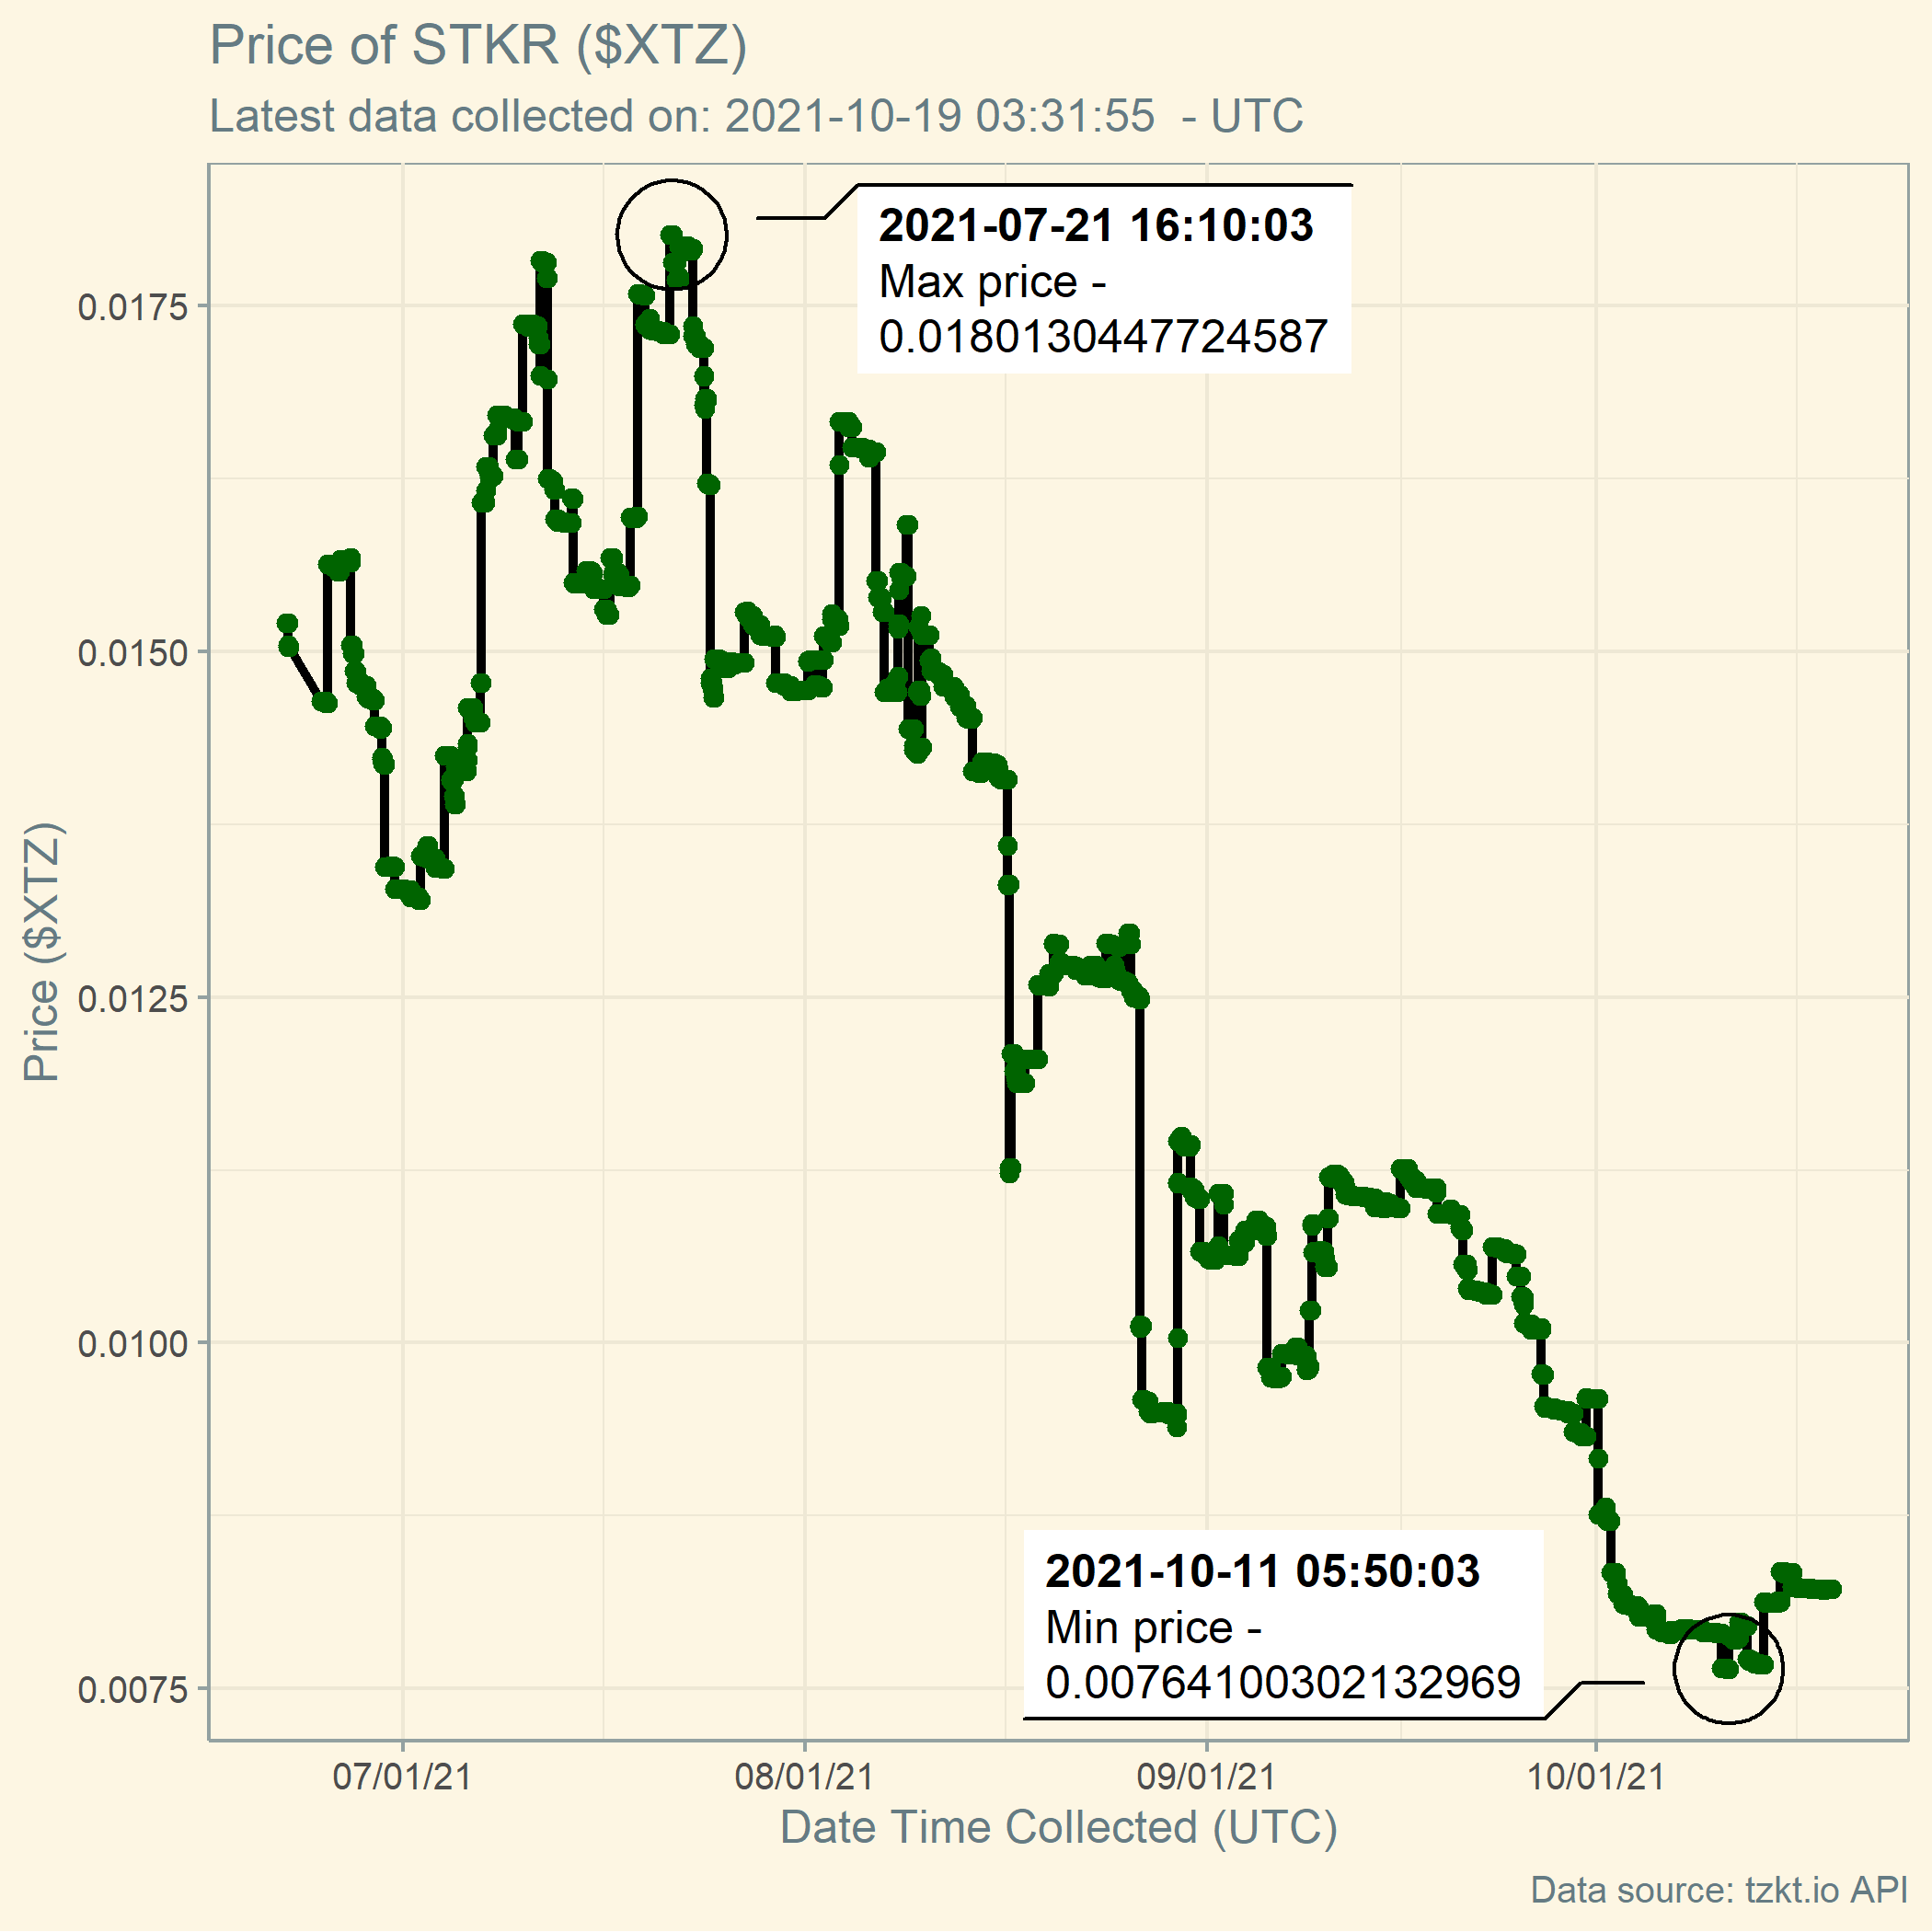 Price of STKR ($XTZ)
Latest data collected on: 2021-10-19 03:31:55  - UTC
2021-07-21 16:10:03
Max price -
0.0180130447724587
0.0175
0.0150
0.0125
0.0100
0.0075
Price ($XTZ)
2021-10-11 05:50:03
Min price -
0.00764100302132969
07/01/21
08/01/21
09/01/21
10/01/21
Date Time Collected (UTC)
Data source: tzkt.io API